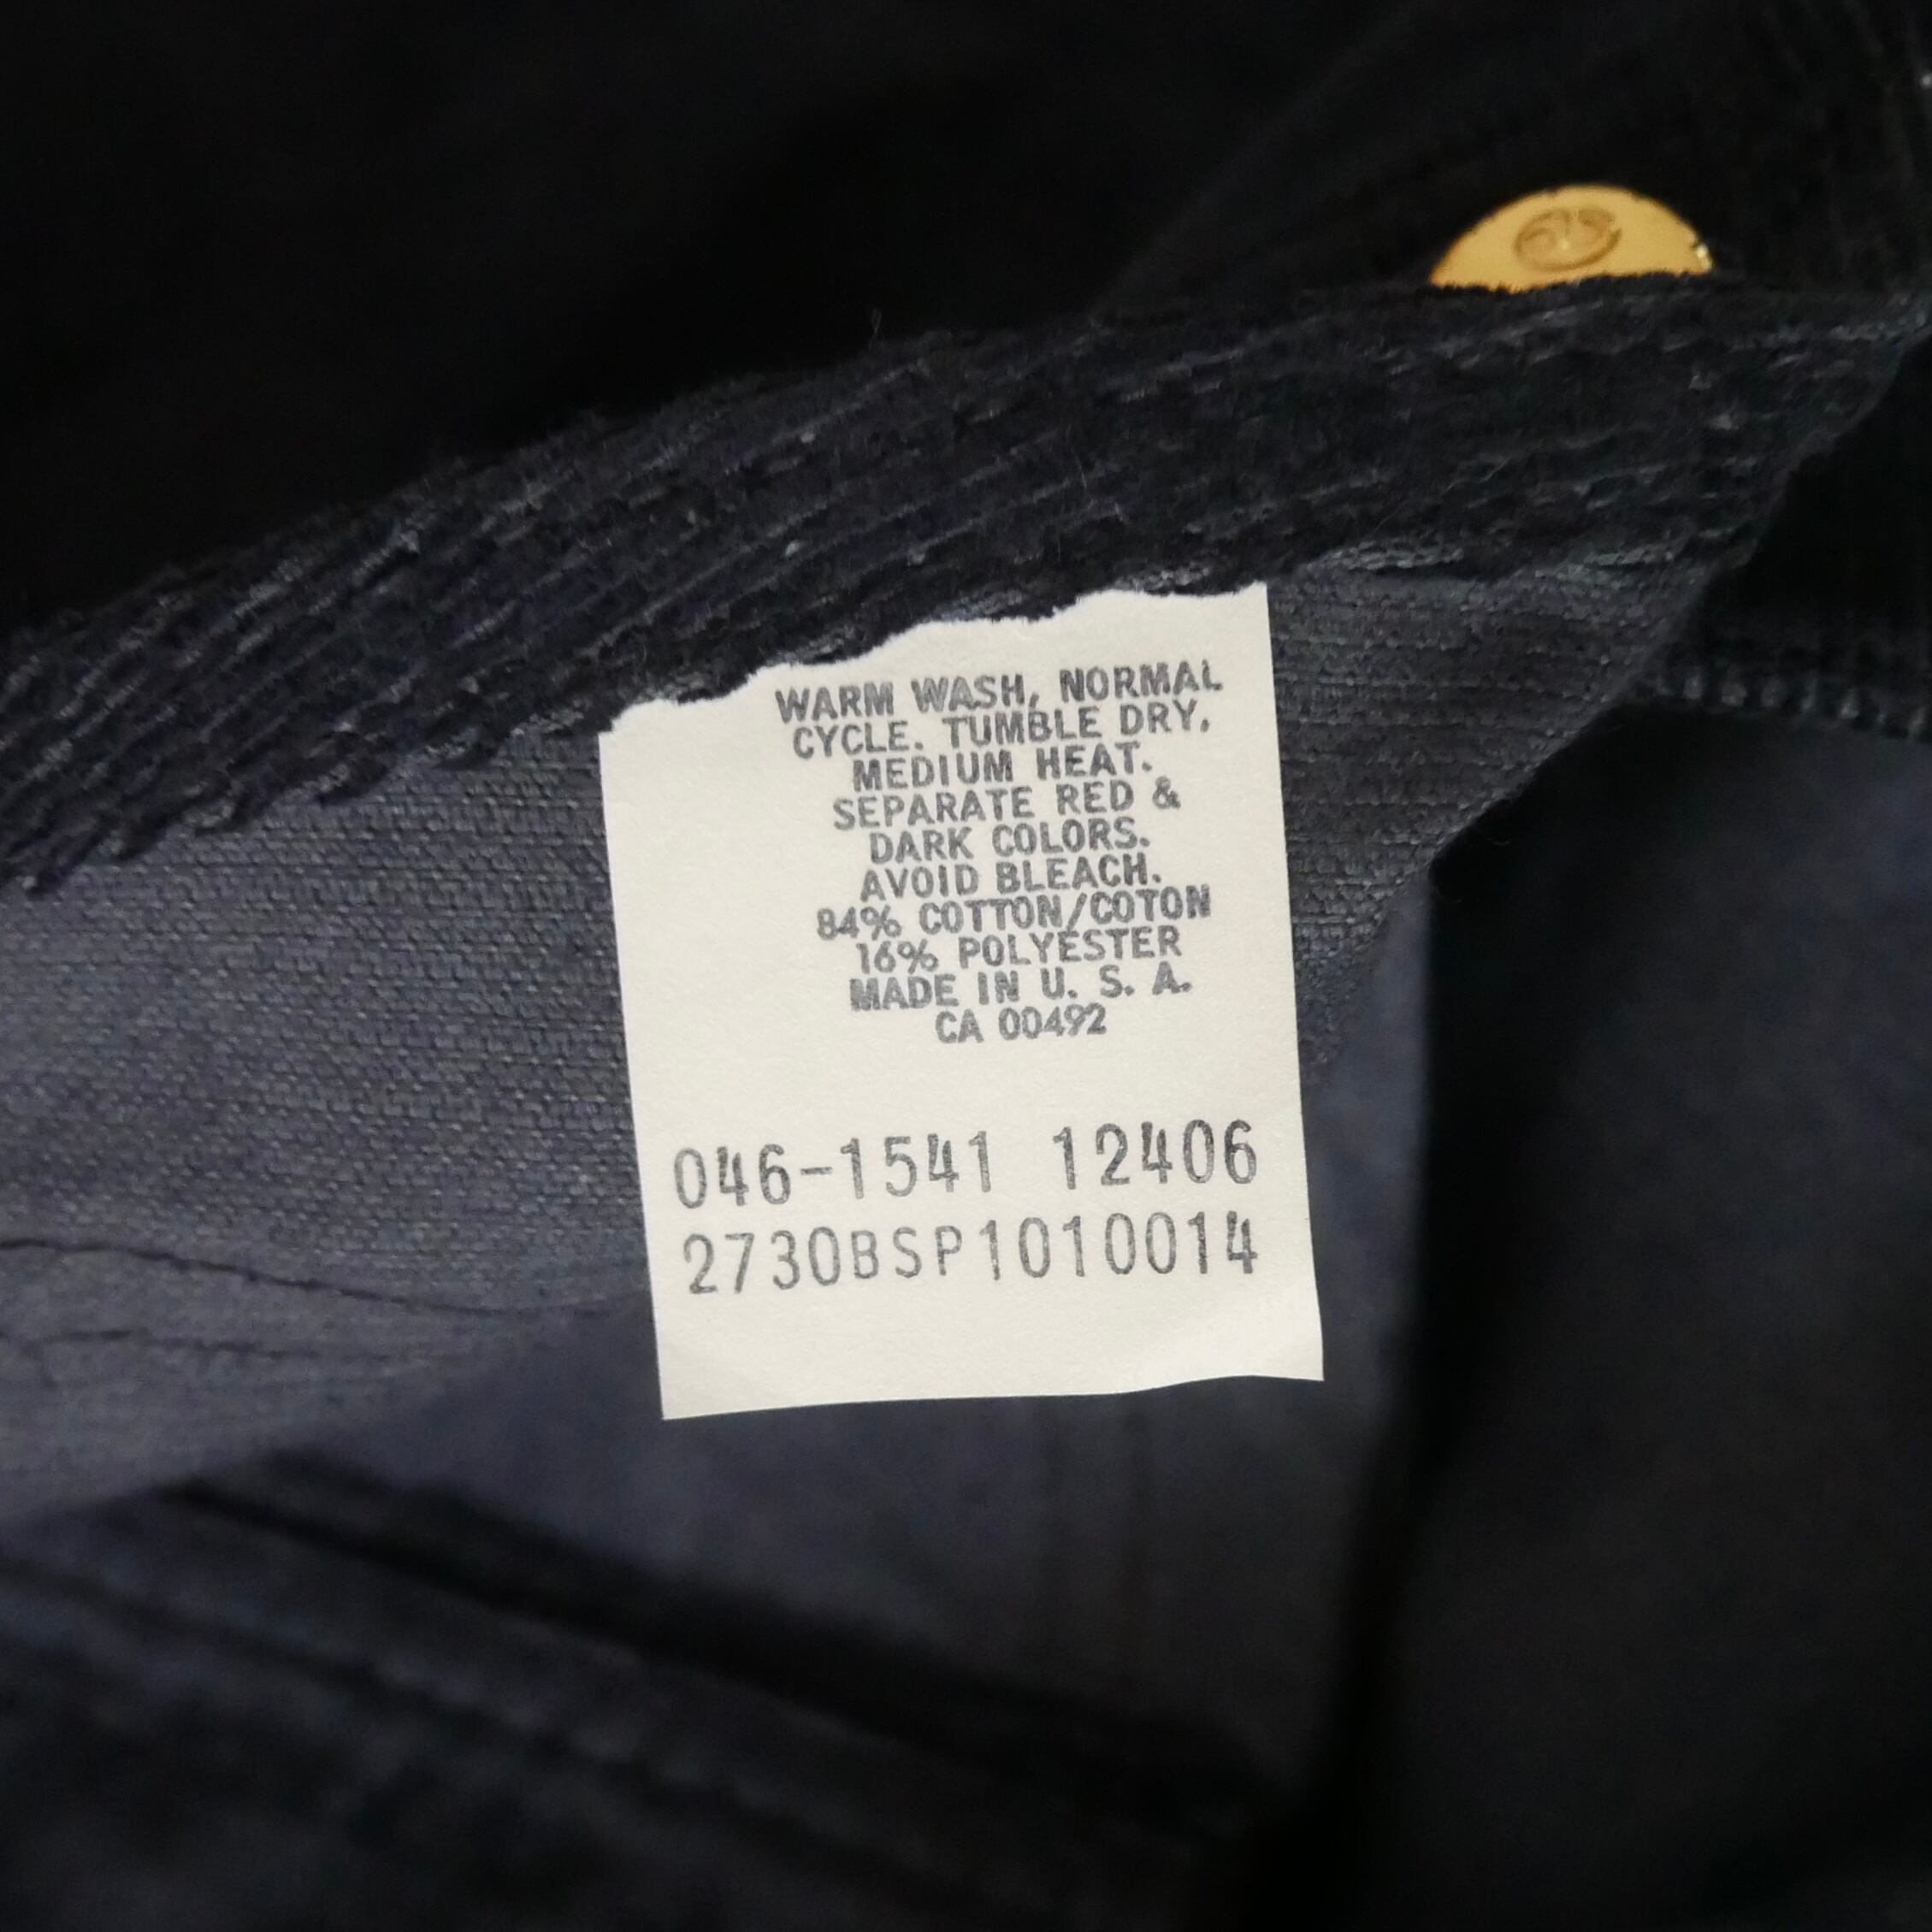 WARM WASH, NORMAL
CYCLE. TUMBLE DRY,
MEDIUM HEAT.
SEPARATE RED &
DARK COLORS.
AVOID BLEACH.
84% COTTON/COTON
16% POLYESTER
MADE IN U. S. A.
CA 00492
046-1541 12406
2730BSP1010014